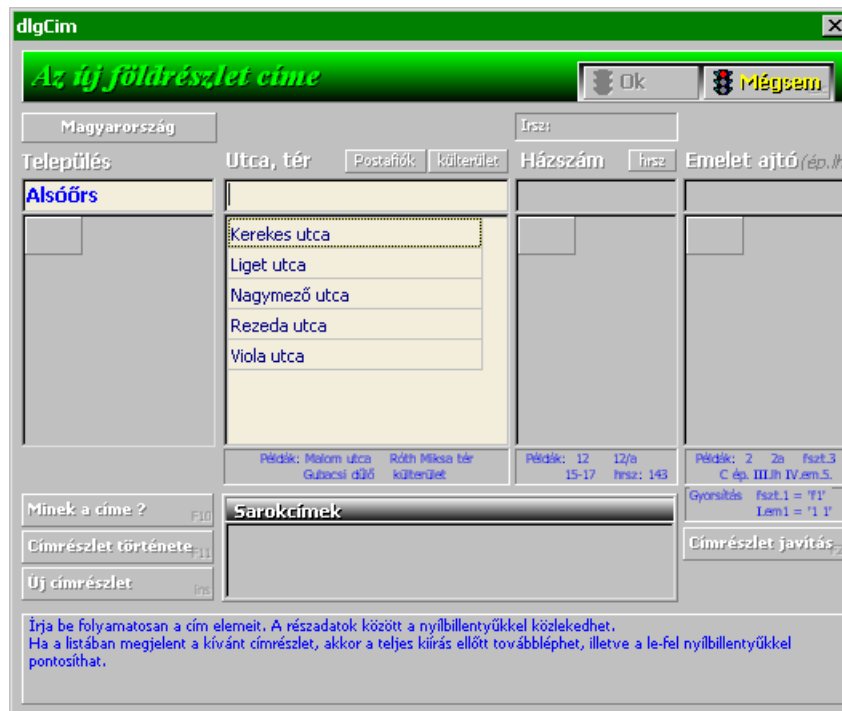 dlgCim
Az új földrészlet címe
Ok
Mégsem
Magyarország
Irsz:
Település
Utca, tér
Postafiók
külterület
Házszám
hrsz
Emelet ajtó (ép.lh
Alsóőrs
Kerekes utca
Liget utca
Nagymező utca
Rezeda utca
Viola utca
Példák: Malom utca Róth Miksa tér
Gubacsi dűlő külterület
Példák: 12 12/a
15-17 hrsz: 143
Példák: 2 2a fszt.3
C ép. III.lh IV.em.5.
Gyorsítás fszt.1 = 'f1'
I.em1 = '1 1'
Minek a címe ? F10
Címrészlet története F11
Új címrészlet ins
Sarokcímek
Címrészlet javítás
Írja be folyamatosan a cím elemeit. A részadatok között a nyílbillentyűkkel közlekedhet.
Ha a listában megjelent a kívánt címrészlet, akkor a teljes kiírás ellőtt továbbléphet, illetve a le-fel nyílbillentyűkkel
pontosíthat.